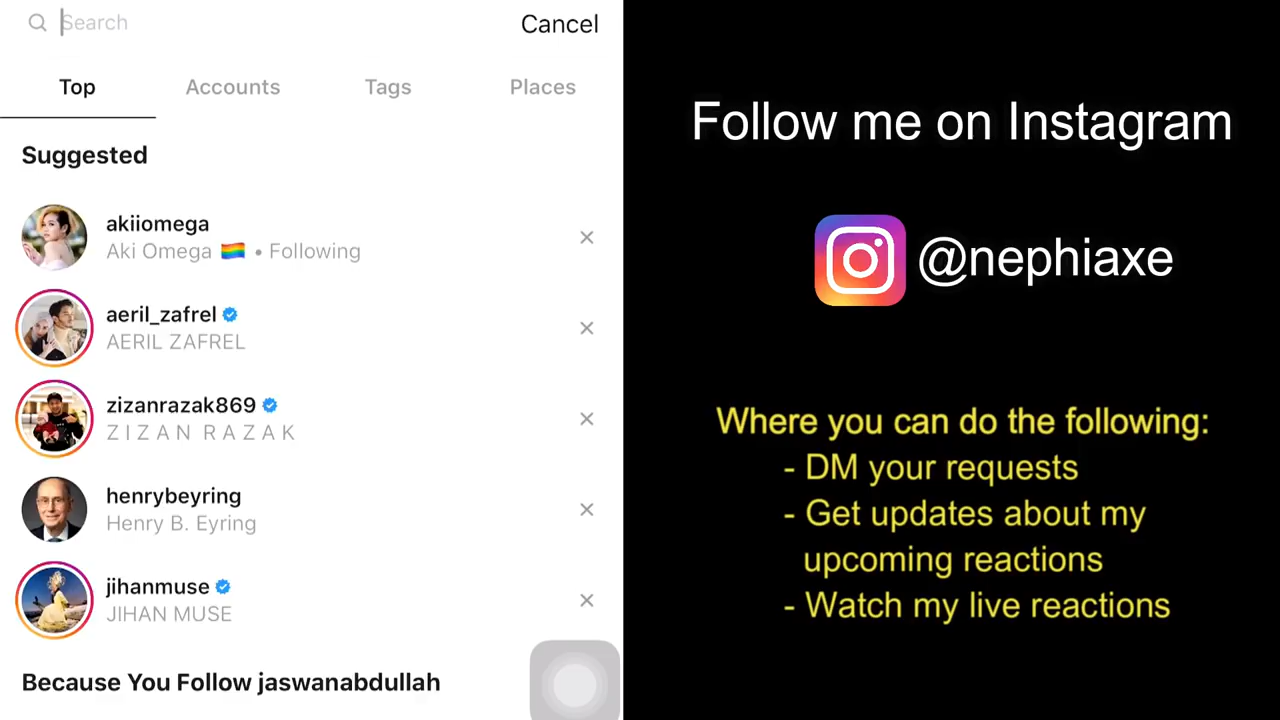 Search
Cancel
Top
Accounts
Tags
Places
Suggested
akiiomega
Aki Omega 🏳️‍🌈 • Following
aeril_zafrel
AERIL ZAFREL
zizanrazak869
Z I Z A N R A Z A K
henrybeyring
Henry B. Eyring
jihanmuse
JIHAN MUSE
Because You Follow jaswanabdullah
Follow me on Instagram
@nephiaxe
Where you can do the following:
- DM your requests
- Get updates about my
upcoming reactions
- Watch my live reactions